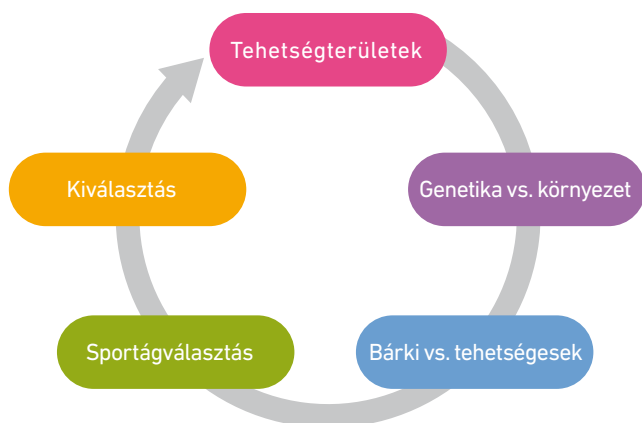 Tehetségterületek
Genetika vs. környezet
Bárki vs. tehetségesek
Sportágválasztás
Kiválasztás